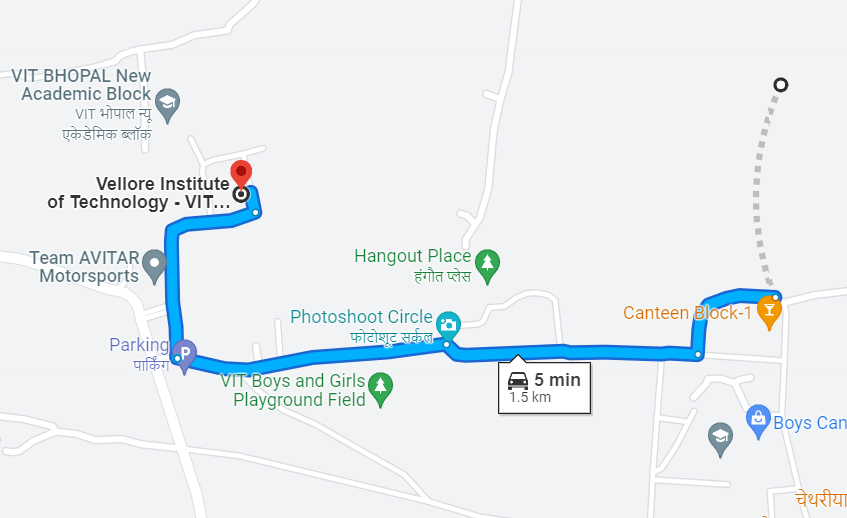 VIT BHOPAL New
Academic Block
VIT भोपाल न्यू
एकेडेमिक ब्लॉक
Vellore Institute
of Technology - VIT...
Team AVITAR
Motorsports
Hangout Place
हंगौत प्लेस
Canteen Block-1
Photoshoot Circle
फोटोशूट सर्कल
Parking
पार्किंग
P
VIT Boys and Girls
Playground Field
5 min
1.5 km
Boys Can
चेथरीया